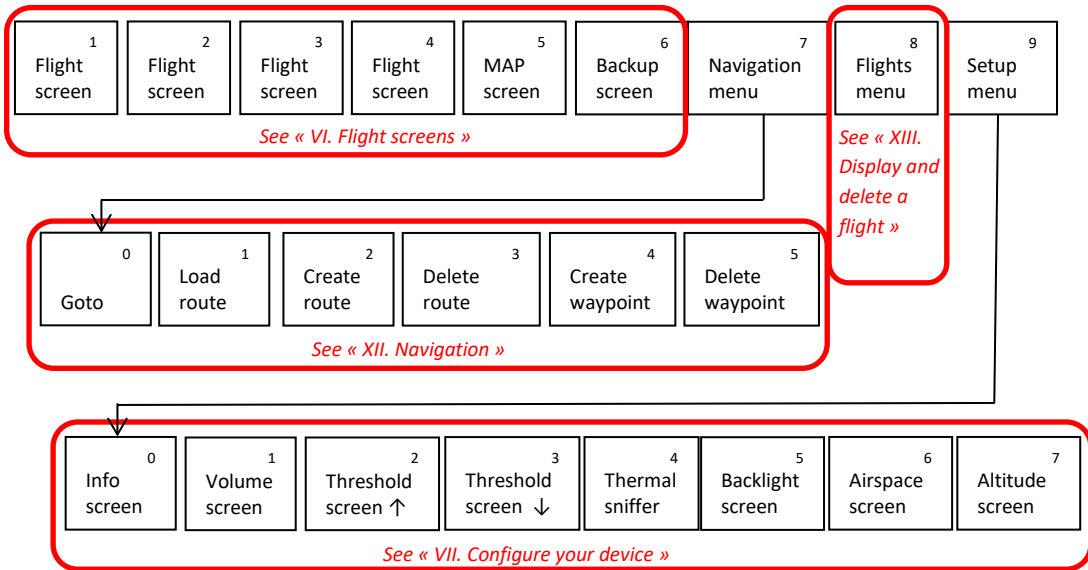 1
Flight
screen
2
Flight
screen
3
Flight
screen
4
Flight
screen
5
MAP
screen
6
Backup
screen
7
Navigation
menu
8
Flights
menu
9
Setup
menu
See « VI. Flight screens »
See « XIII.
Display and
delete a
flight »
0
Goto
1
Load
route
2
Create
route
3
Delete
route
4
Create
waypoint
5
Delete
waypoint
See « XII. Navigation »
0
Info
screen
1
Volume
screen
2
Threshold
screen ↑
3
Threshold
screen ↓
4
Thermal
sniffer
5
Backlight
screen
6
Airspace
screen
7
Altitude
screen
See « VII. Configure your device »